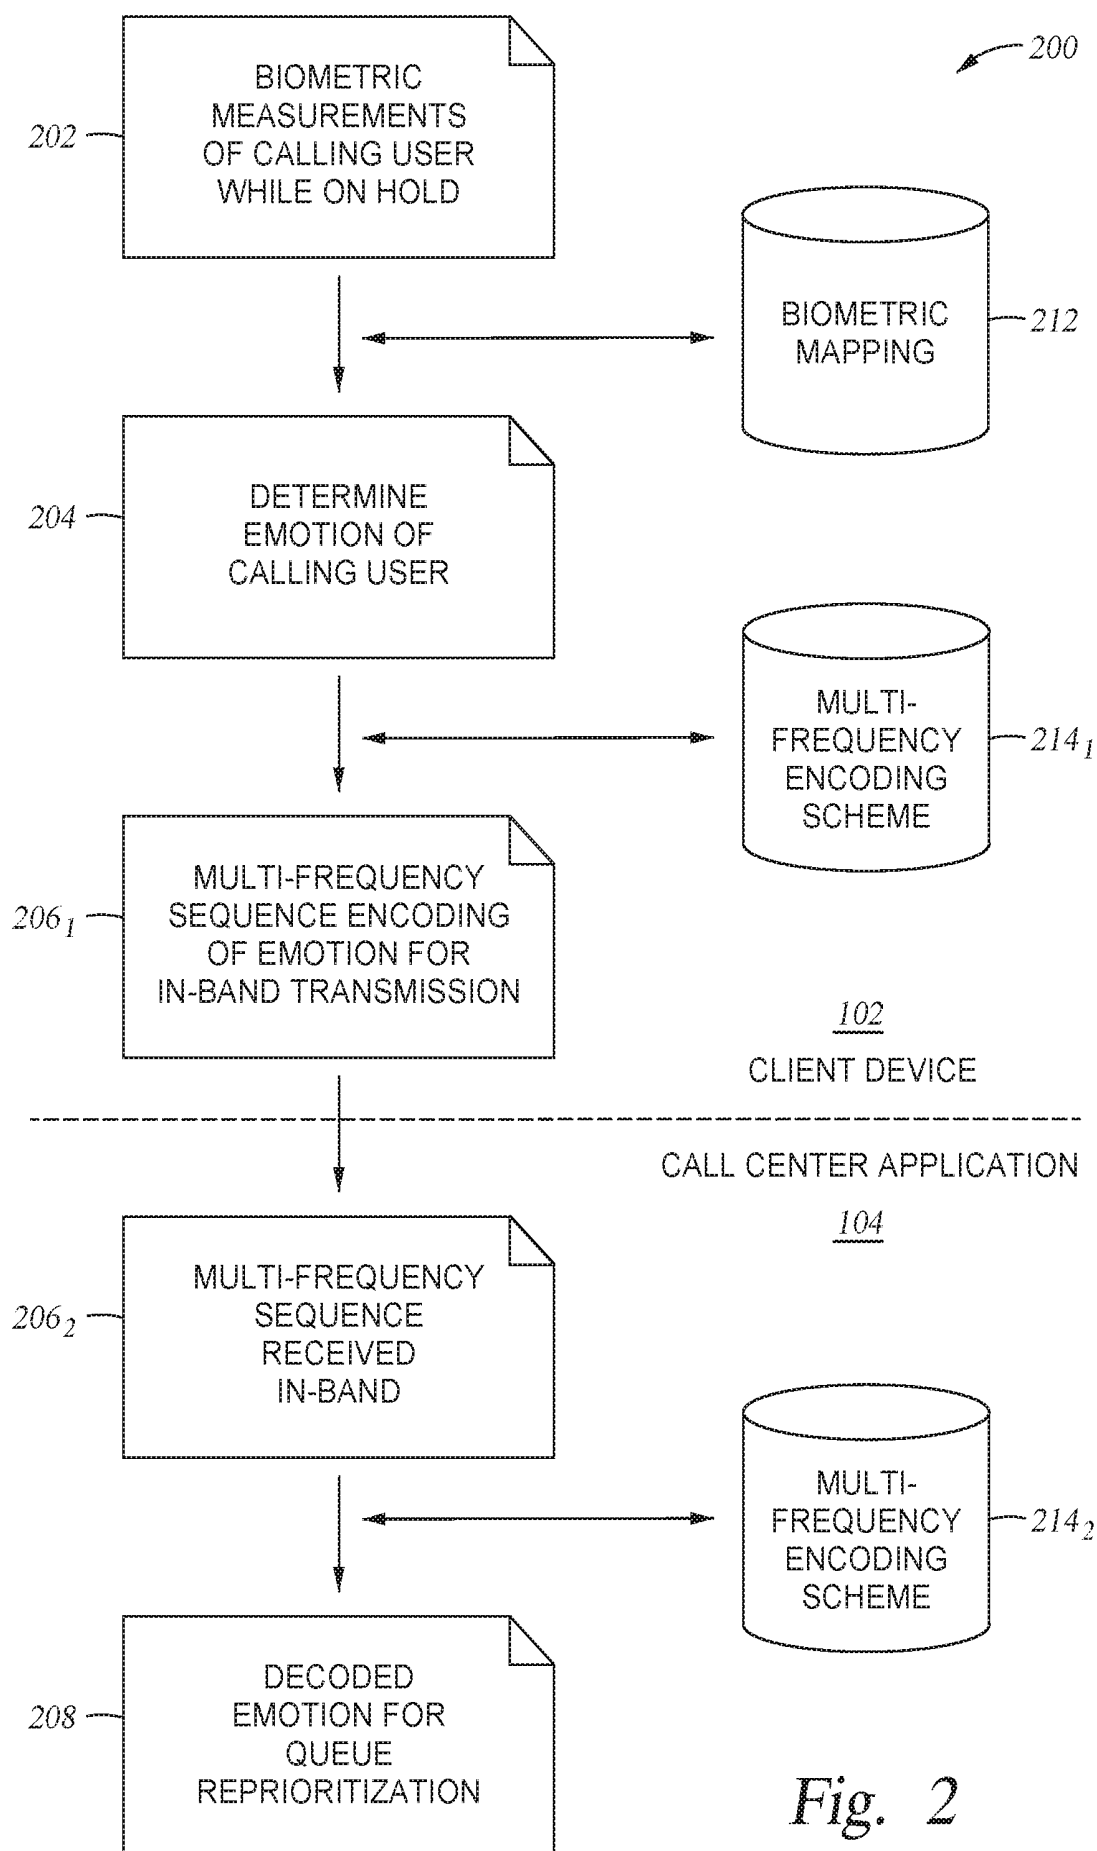 200
BIOMETRIC
MEASUREMENTS
OF CALLING USER
WHILE ON HOLD
202
BIOMETRIC
MAPPING
212
DETERMINE
EMOTION OF
CALLING USER
204
MULTI-
FREQUENCY
ENCODING
SCHEME
214₁
MULTI-FREQUENCY
SEQUENCE ENCODING
OF EMOTION FOR
IN-BAND TRANSMISSION
206₁
102
CLIENT DEVICE
CALL CENTER APPLICATION
104
MULTI-FREQUENCY
SEQUENCE
RECEIVED
IN-BAND
206₂
MULTI-
FREQUENCY
ENCODING
SCHEME
214₂
DECODED
EMOTION FOR
QUEUE
REPRIORITIZATION
208
Fig. 2